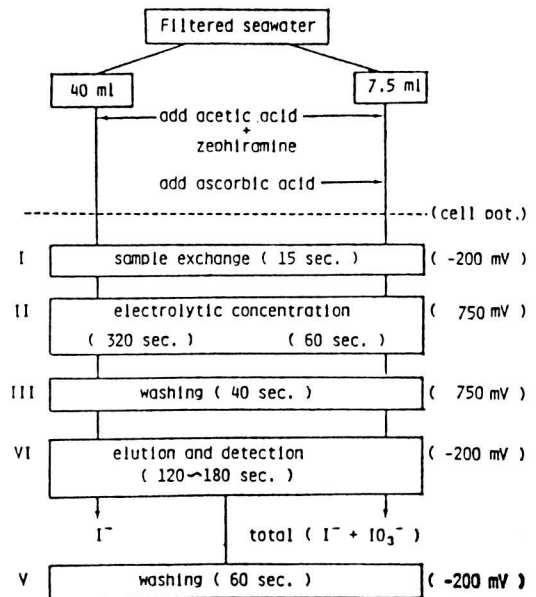 Filtered seawater
40 ml
7.5 ml
add acetic acid
+
zephiramine
add ascorbic acid
(cell pot.)
I sample exchange ( 15 sec. ) ( -200 mV )
II electrolytic concentration ( 750 mV )
( 320 sec. ) ( 60 sec. )
III washing ( 40 sec. ) ( 750 mV )
VI elution and detection ( -200 mV )
( 120~180 sec. )
I⁻ total ( I⁻ + IO₃⁻ )
V washing ( 60 sec. ) ( -200 mV )